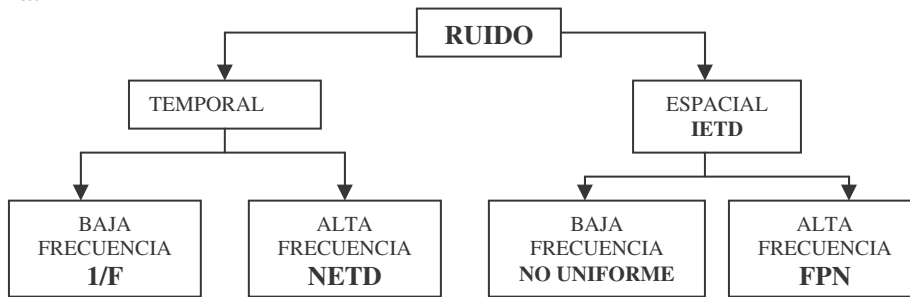 RUIDO
TEMPORAL
ESPACIAL
IETD
BAJA
FRECUENCIA
1/F
ALTA
FRECUENCIA
NETD
BAJA
FRECUENCIA
NO UNIFORME
ALTA
FRECUENCIA
FPN